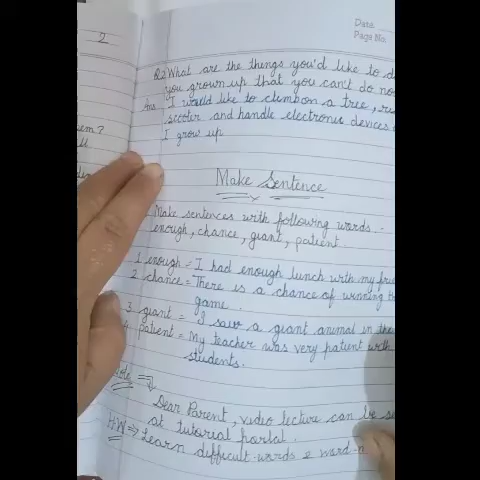 2
Date
Page No.
Q2 What are the things you'd like to d
you grown up that you can't do no
Ans I would like to climb on a tree,
scooter and handle electronic devices
I grow up
Make Sentence
Make sentences with following words. -
enough, chance, giant, patient
1 enough = I had enough lunch with my frie
2 chance = There is a chance of winning th
game.
3 giant = I saw a giant animal in the
4 patient = My teacher was very patient with
students.
Dear Parent, video lecture can be se
at tutorial portal.
H.W ⇒ Learn difficult words & word-m